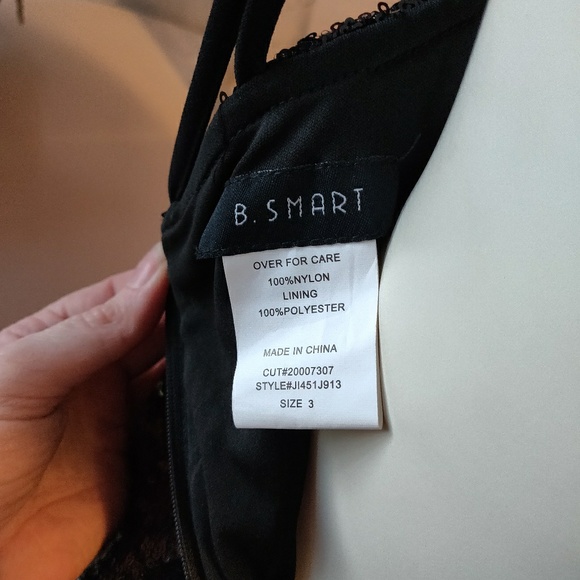 B. SMART
OVER FOR CARE
100%NYLON
LINING
100%POLYESTER
MADE IN CHINA
CUT#20007307
STYLE#JI451J913
SIZE 3